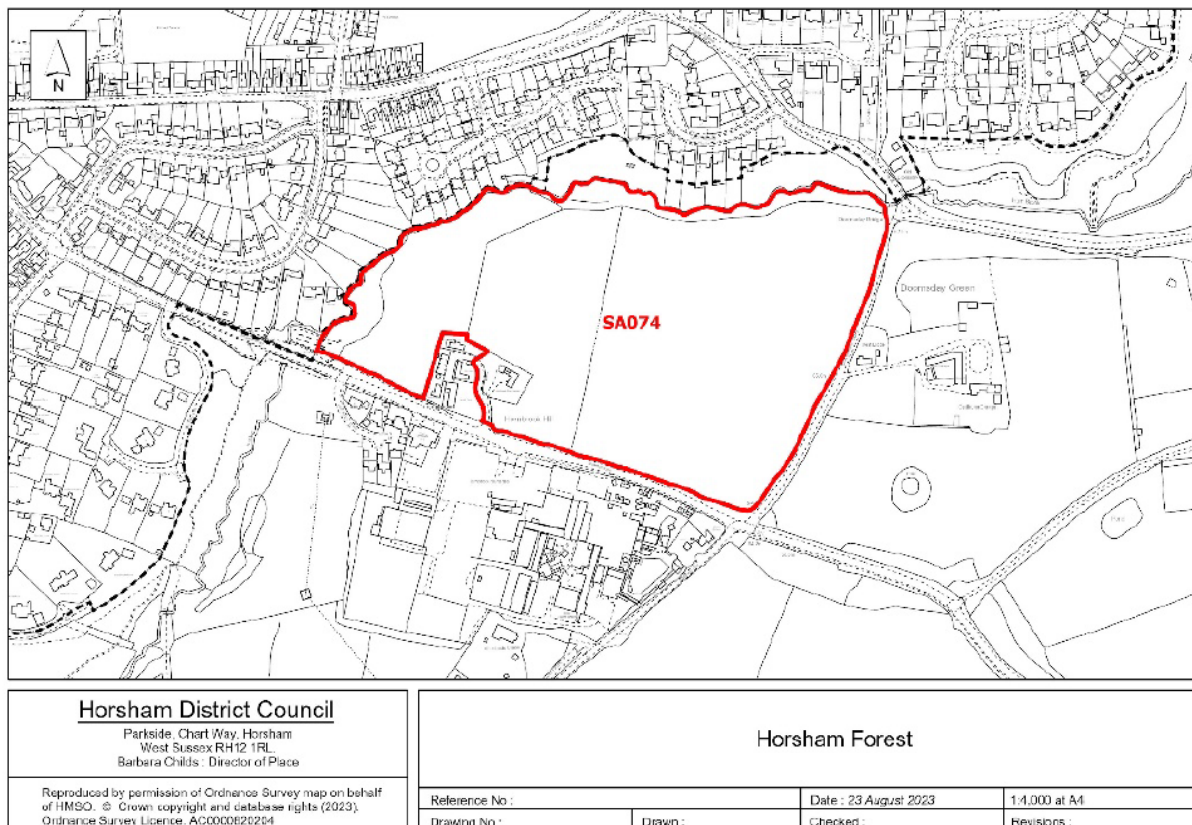 N
Doomsday Green
SA074
Pond
Horsham District Council
Parkside, Chart Way, Horsham
West Sussex RH12 1RL.
Barbara Childs : Director of Place
Reproduced by permission of Ordnance Survey map on behalf
of HMSO. © Crown copyright and database rights (2023).
Ordnance Survey Licence. AC0000820204
Horsham Forest
Reference No :
Date : 23 August 2023
1:4,000 at A4
Drawing No :
Drawn :
Checked :
Revisions :